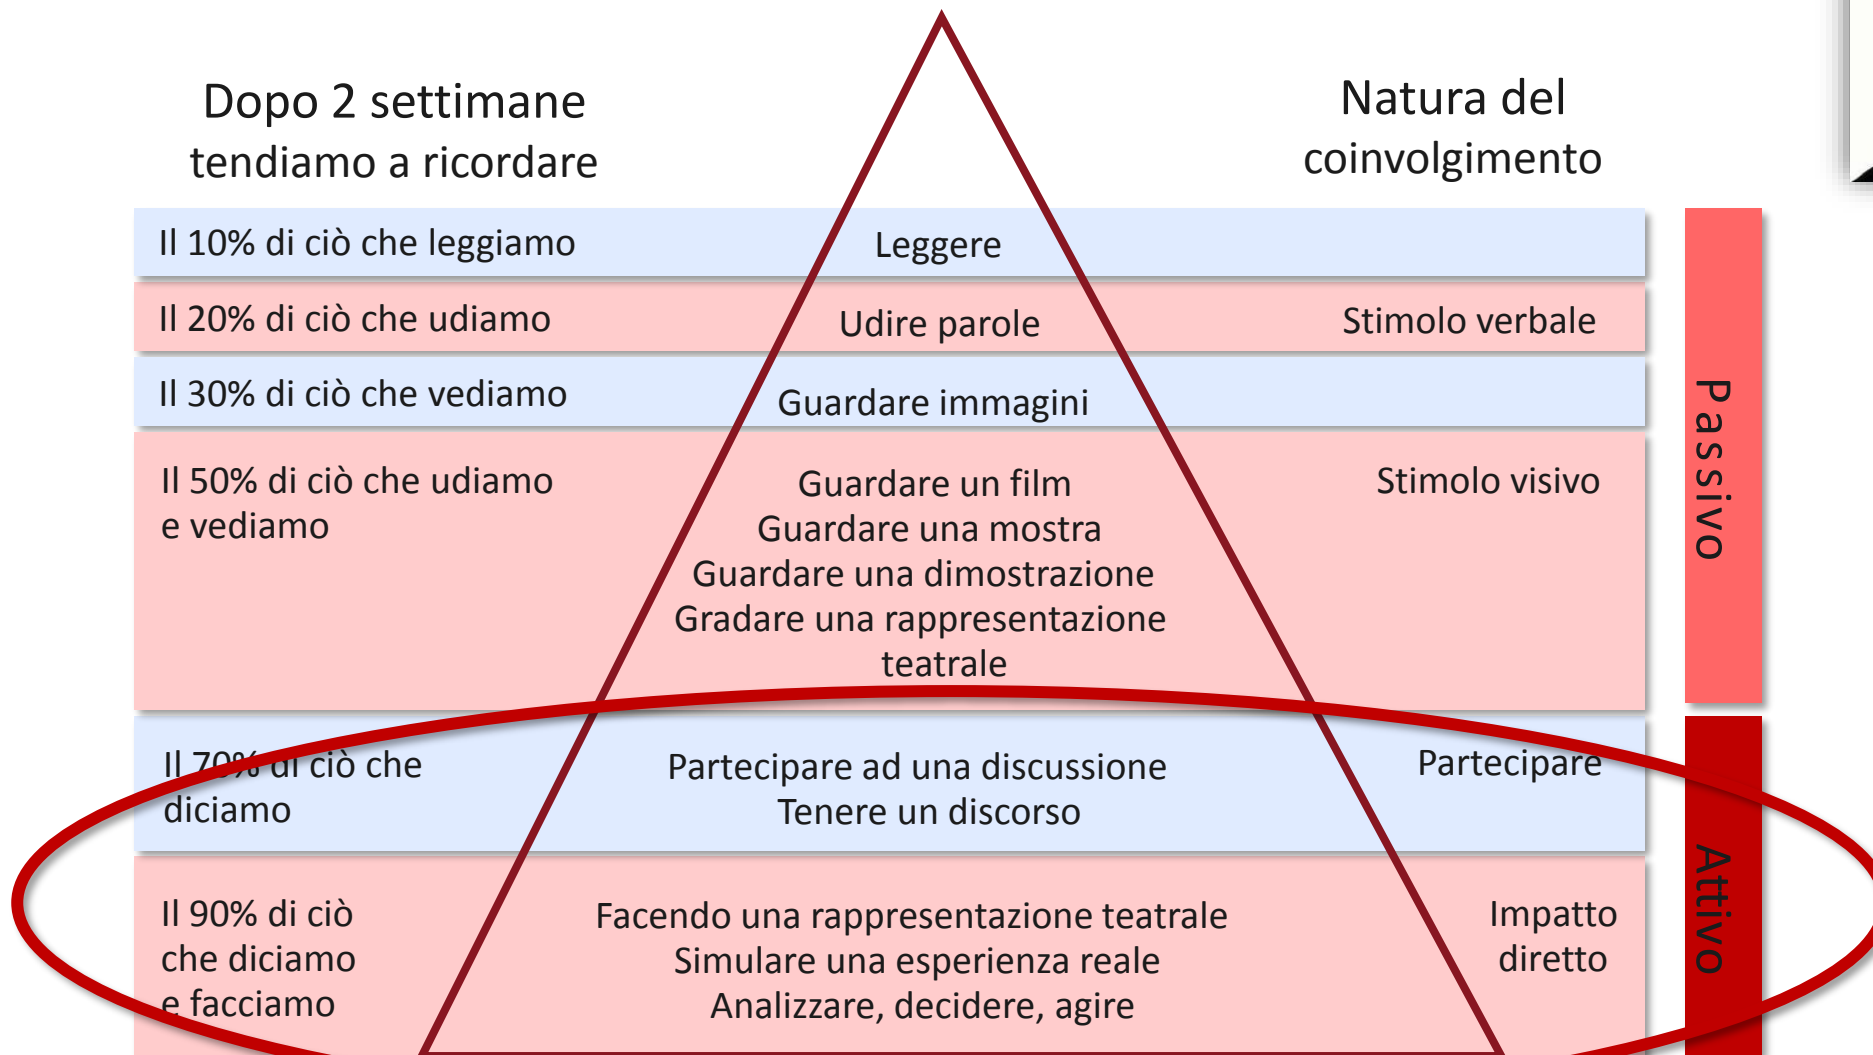 Dopo 2 settimane
tendiamo a ricordare
Natura del
coinvolgimento
Il 10% di ciò che leggiamo
Leggere
Il 20% di ciò che udiamo
Udire parole
Stimolo verbale
Il 30% di ciò che vediamo
Guardare immagini
Il 50% di ciò che udiamo
e vediamo
Guardare un film
Guardare una mostra
Guardare una dimostrazione
Gradare una rappresentazione
teatrale
Stimolo visivo
Passivo
Il 70% di ciò che
diciamo
Partecipare ad una discussione
Tenere un discorso
Partecipare
Il 90% di ciò
che diciamo
e facciamo
Facendo una rappresentazione teatrale
Simulare una esperienza reale
Analizzare, decidere, agire
Impatto
diretto
Attivo